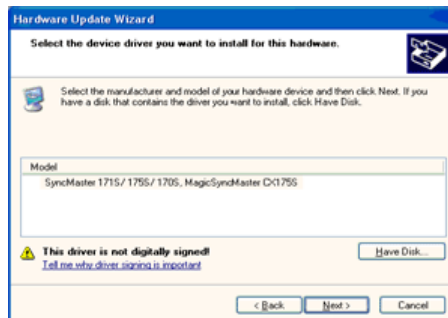 Hardware Update Wizard
Select the device driver you want to install for this hardware.
Select the manufacturer and model of your hardware device and then click Next. If you
have a disk that contains the driver you want to install, click Have Disk.
Model
SyncMaster 171S/ 175S/ 170S, MagicSyncMaster CX175S
This driver is not digitally signed!
Have Disk...
Tell me why driver signing is important
< Back
Next >
Cancel